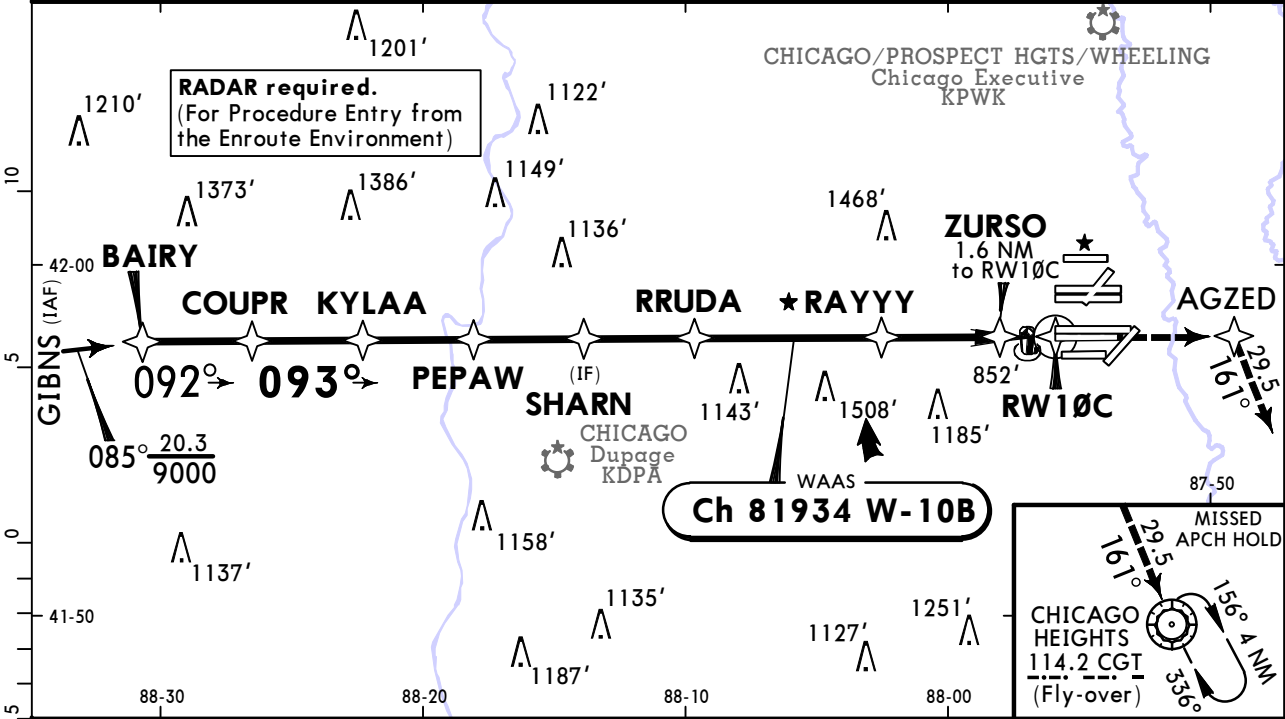 1201'
CHICAGO/PROSPECT HGTS/WHEELING
Chicago Executive
KPWK
RADAR required.
(For Procedure Entry from
the Enroute Environment)
1210'
1122'
1149'
10
1373'
1386'
1468'
1136'
ZURSO
1.6 NM
to RW1ØC
BAIRY
42-00
COUPR
KYLAA
RRUDA
RAYYY
AGZED
GIBNS (IAF)
5
092°
093°
PEPAW
(IF)
SHARN
852'
RW1ØC
29.5
161°
1143'
1508'
1185'
085° 20.3
9000
CHICAGO
Dupage
KDPA
WAAS
Ch 81934 W-10B
87-50
MISSED
APCH HOLD
1158'
0
1137'
29.5
161°
156° 4 NM
336°
CHICAGO
HEIGHTS
114.2 CGT
(Fly-over)
1135'
1251'
41-50
1127'
1187'
88-30
88-20
88-10
88-00
5